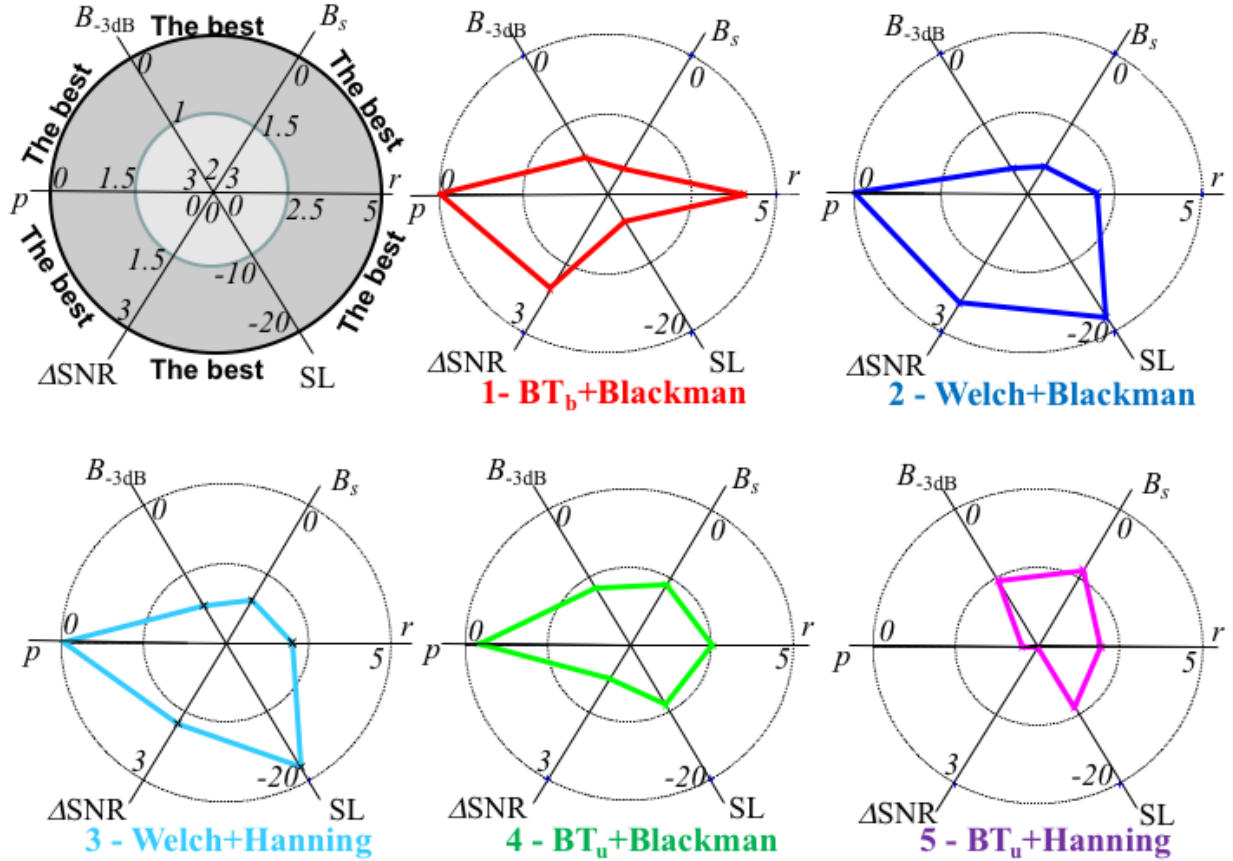 B-3dB The best Bs
0 0
The best The best
1 1.5
2
0 1.5 3 3 r
p 0 0 0 2.5 5
The best The best
1.5 -10
3 -20
ΔSNR The best SL
B-3dB Bs
0 0
0 r
p 5
3 -20
ΔSNR SL
1- BTb+Blackman
B-3dB Bs
0 0
0 r
p 5
3 -20
ΔSNR SL
2 - Welch+Blackman
B-3dB Bs
0 0
0 r
p 5
3 -20
ΔSNR SL
3 - Welch+Hanning
B-3dB Bs
0 0
0 r
p 5
3 -20
ΔSNR SL
4 - BTu+Blackman
B-3dB Bs
0 0
0 r
p 5
3 -20
ΔSNR SL
5 - BTu+Hanning